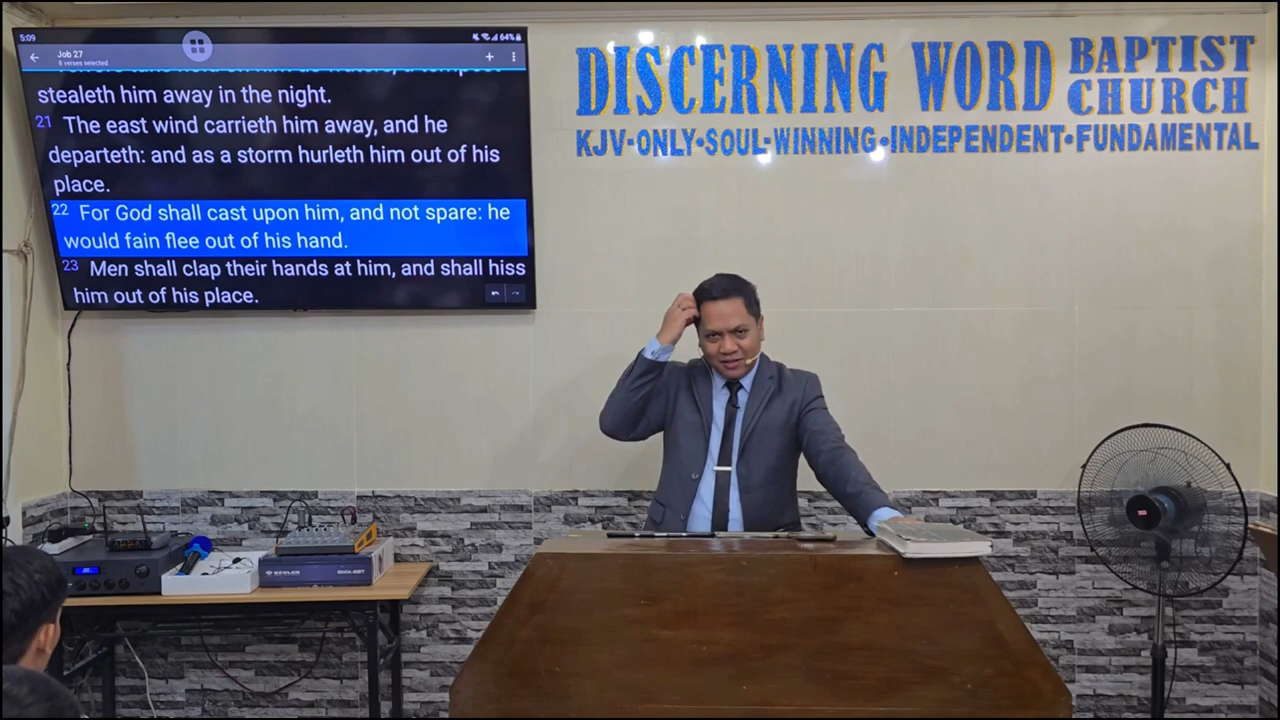 5:09
64%
Job 27
8 verses selected
stealeth him away in the night.
21 The east wind carrieth him away, and he
departeth: and as a storm hurleth him out of his
place.
22 For God shall cast upon him, and not spare: he
would fain flee out of his hand.
23 Men shall clap their hands at him, and shall hiss
him out of his place.
DISCERNING WORD BAPTIST CHURCH
KJV-ONLY•SOUL-WINNING•INDEPENDENT•FUNDAMENTAL